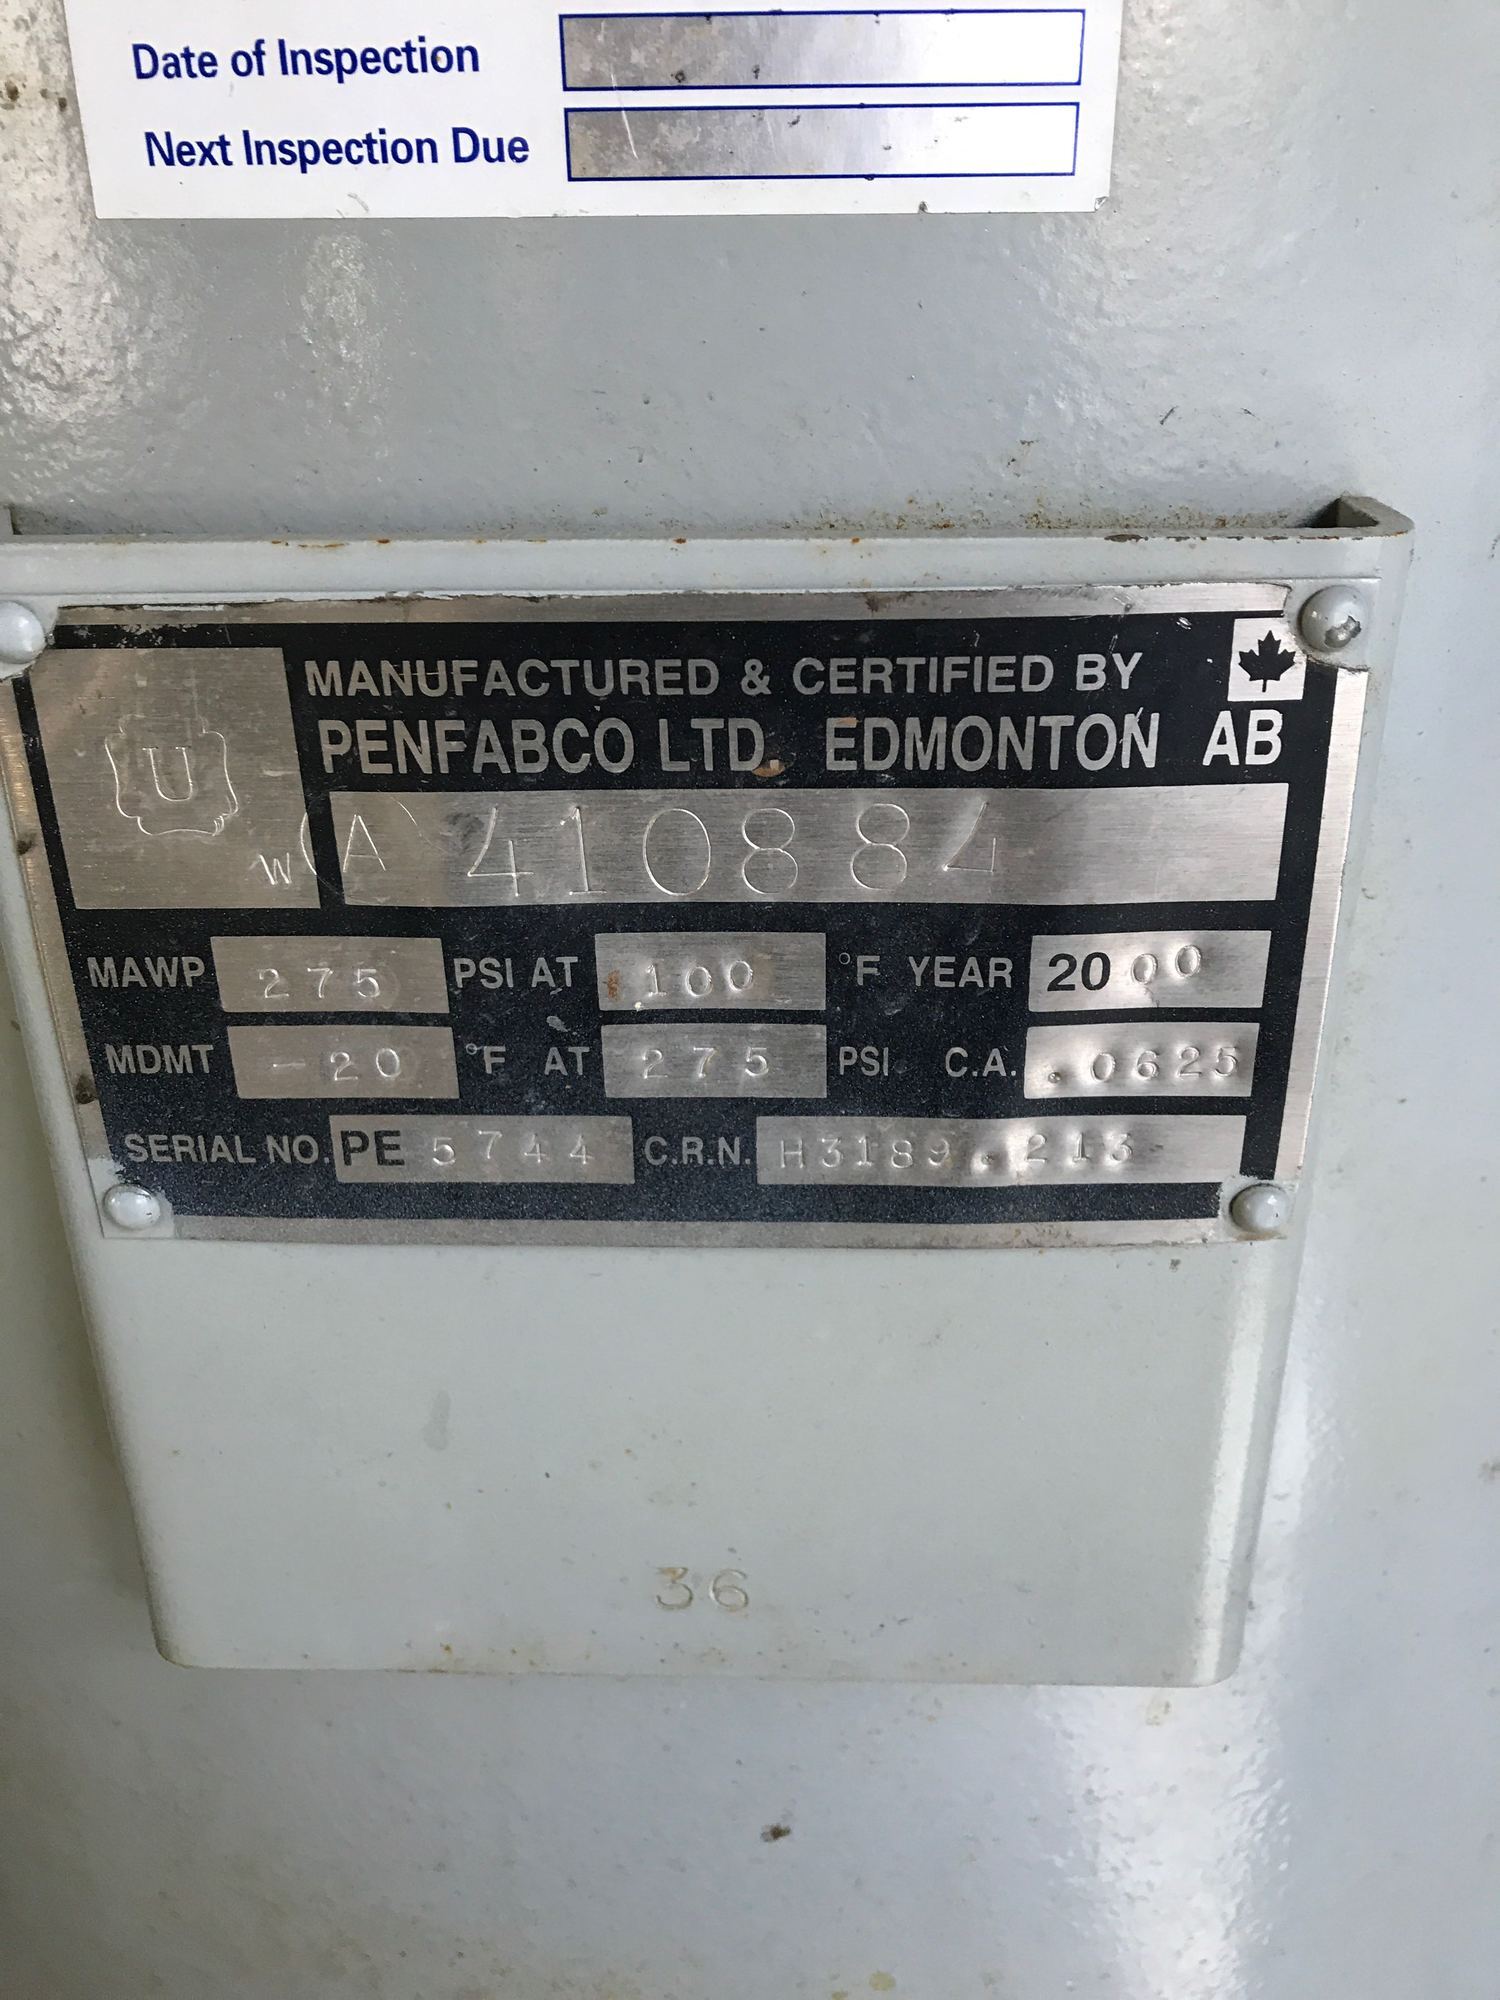 Date of Inspection
Next Inspection Due
MANUFACTURED & CERTIFIED BY
PENFABCO LTD. EDMONTON AB
U
W (A) 410884
MAWP 275 PSI AT 100 °F YEAR 2000
MDMT -20 °F AT 275 PSI C.A. .0625
SERIAL NO. PE 5744 C.R.N. H3189.213
36